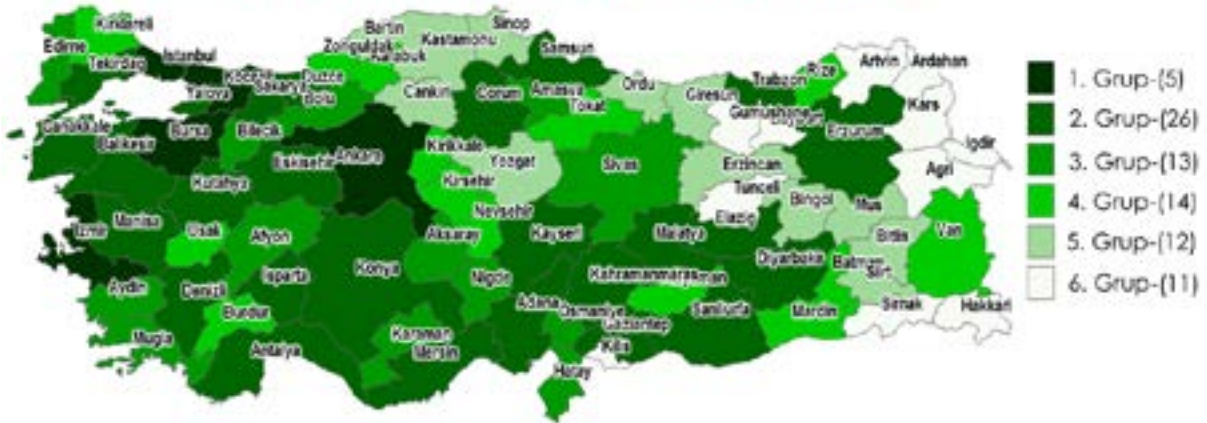 Kırklareli
Edirne
Tekirdag
Istanbul
Kocaeli
Yalova
Sakarya
Duzce
Bolu
Zonguldak
Bartin
Karabuk
Kastamonu
Sinop
Samsun
Cankiri
Corum
Amasya
Tokat
Ordu
Giresun
Trabzon
Rize
Artvin
Ardahan
Gumushane
Kars
Erzurum
Igdir
Agri
Canakkale
Balikesir
Bursa
Bilecik
Eskisehir
Ankara
Kirikkale
Yozgat
Sivas
Erzincan
Tunceli
Bingol
Mus
Kutahya
Kirsehir
Nevsehir
Elazig
Bitlis
Van
Izmir
Manisa
Usak
Afyon
Aksaray
Kayseri
Malatya
Diyarbakır
Batman
Siirt
Konya
Isparta
Nigde
Kahramanmaras
man
Aydin
Denizli
Burdur
Adana
Osmaniye
Gaziantep
Sanliurfa
Mardin
Sirnak
Hakkari
Mugla
Antalya
Karaman
Mersin
Kilis
Hatay
1. Grup-(5)
2. Grup-(26)
3. Grup-(13)
4. Grup-(14)
5. Grup-(12)
6. Grup-(11)